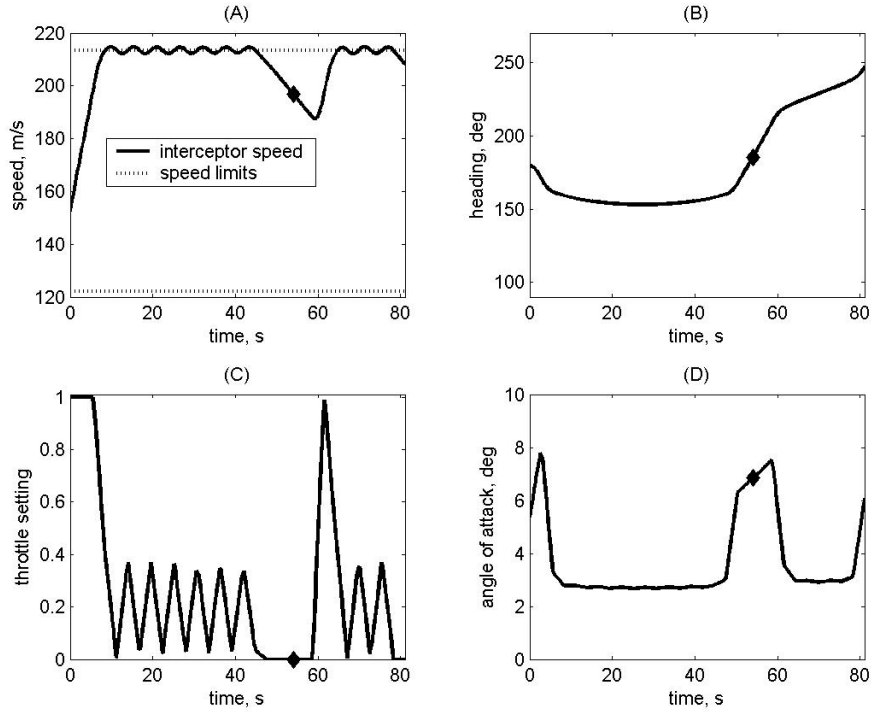 (A)
220
200
180
160
140
120
speed, m/s
interceptor speed
speed limits
0 20 40 60 80
time, s
(B)
250
200
150
100
heading, deg
0 20 40 60 80
time, s
(C)
1
0.8
0.6
0.4
0.2
0
throttle setting
0 20 40 60 80
time, s
(D)
10
8
6
4
2
0
angle of attack, deg
0 20 40 60 80
time, s